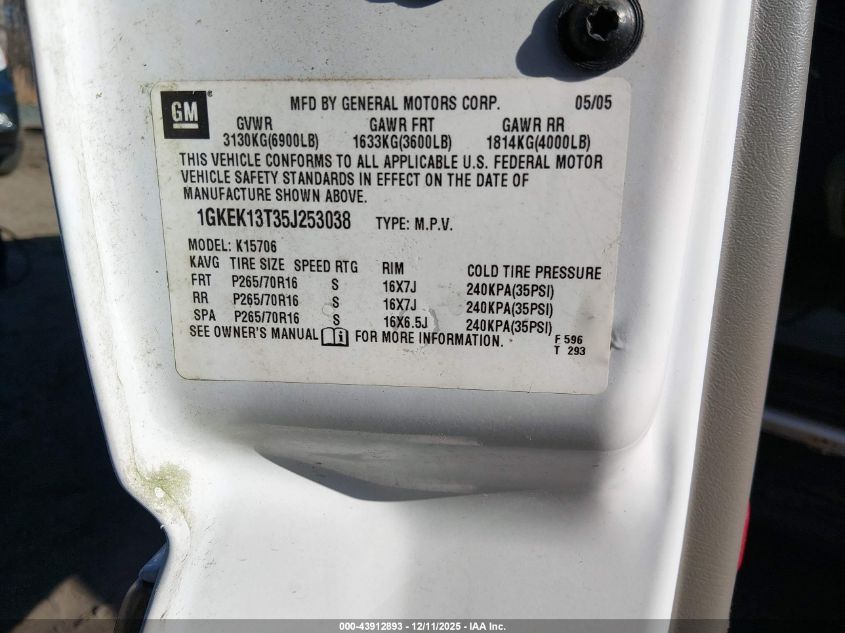 GM
MFD BY GENERAL MOTORS CORP. 05/05
GVWR GAWR FRT GAWR RR
3130KG(6900LB) 1633KG(3600LB) 1814KG(4000LB)
THIS VEHICLE CONFORMS TO ALL APPLICABLE U.S. FEDERAL MOTOR
VEHICLE SAFETY STANDARDS IN EFFECT ON THE DATE OF
MANUFACTURE SHOWN ABOVE.
1GKEK13T35J253038 TYPE: M.P.V.
MODEL: K15706
KAVG TIRE SIZE SPEED RTG RIM COLD TIRE PRESSURE
FRT P265/70R16 S 16X7J 240KPA(35PSI)
RR P265/70R16 S 16X7J 240KPA(35PSI)
SPA P265/70R16 S 16X6.5J 240KPA(35PSI)
SEE OWNER'S MANUAL i FOR MORE INFORMATION.
F 596
T 293
000-43912893 - 12/11/2025 - IAA Inc.